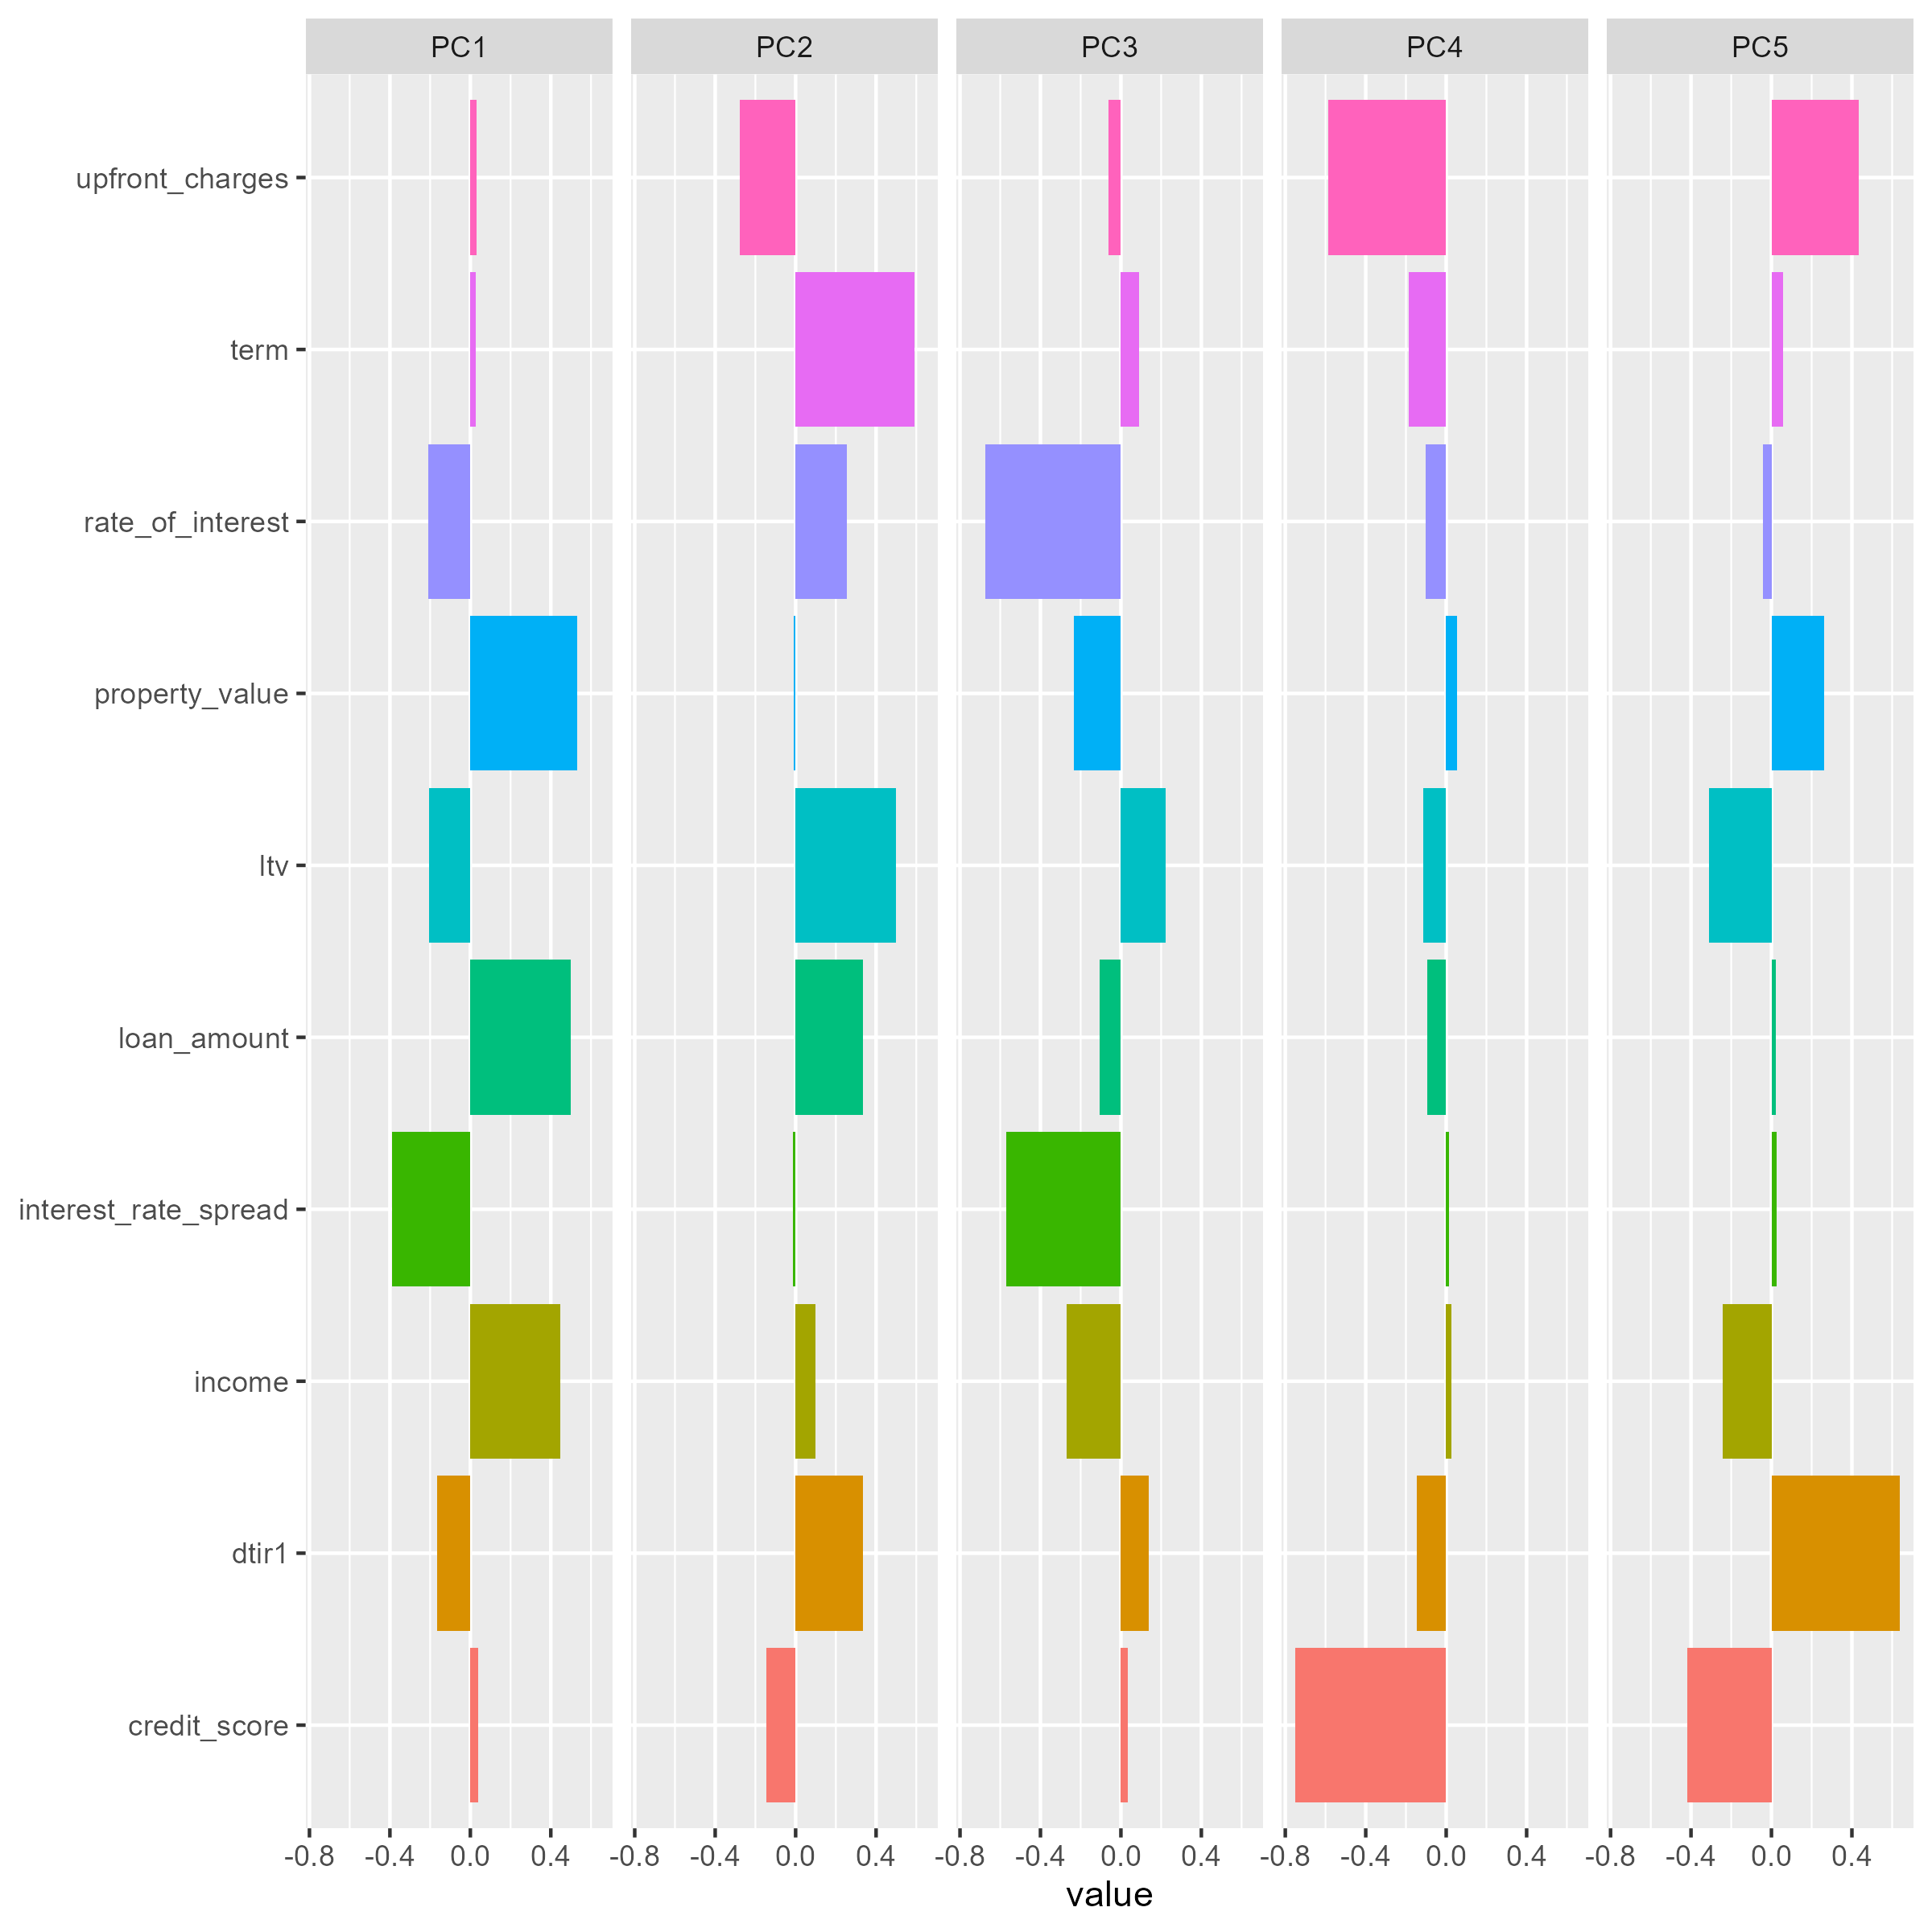 PC1 PC2 PC3 PC4 PC5
upfront_charges
term
rate_of_interest
property_value
ltv
loan_amount
interest_rate_spread
income
dtir1
credit_score
-0.8 -0.4 0.0 0.4 -0.8 -0.4 0.0 0.4 -0.8 -0.4 0.0 0.4 -0.8 -0.4 0.0 0.4 -0.8 -0.4 0.0 0.4
value